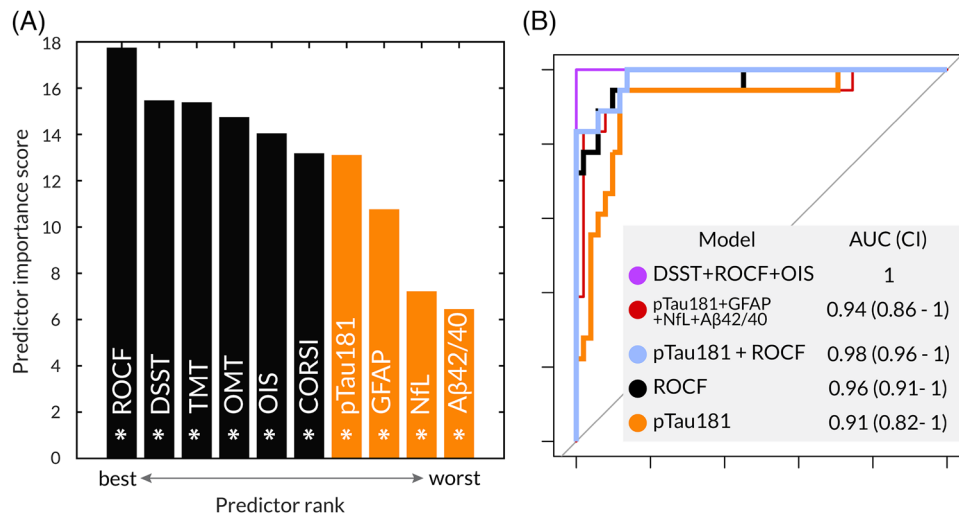 (A)
Predictor importance score
18
16
14
12
10
8
6
4
2
0
* ROCF
* DSST
* TMT
* OMT
* OIS
* CORSI
* pTau181
* GFAP
* NfL
* Aβ42/40
best
worst
Predictor rank
(B)
Model AUC (CI)
DSST+ROCF+OIS 1
pTau181+GFAP
+NfL+Aβ42/40 0.94 (0.86 - 1)
pTau181 + ROCF 0.98 (0.96 - 1)
ROCF 0.96 (0.91- 1)
pTau181 0.91 (0.82- 1)